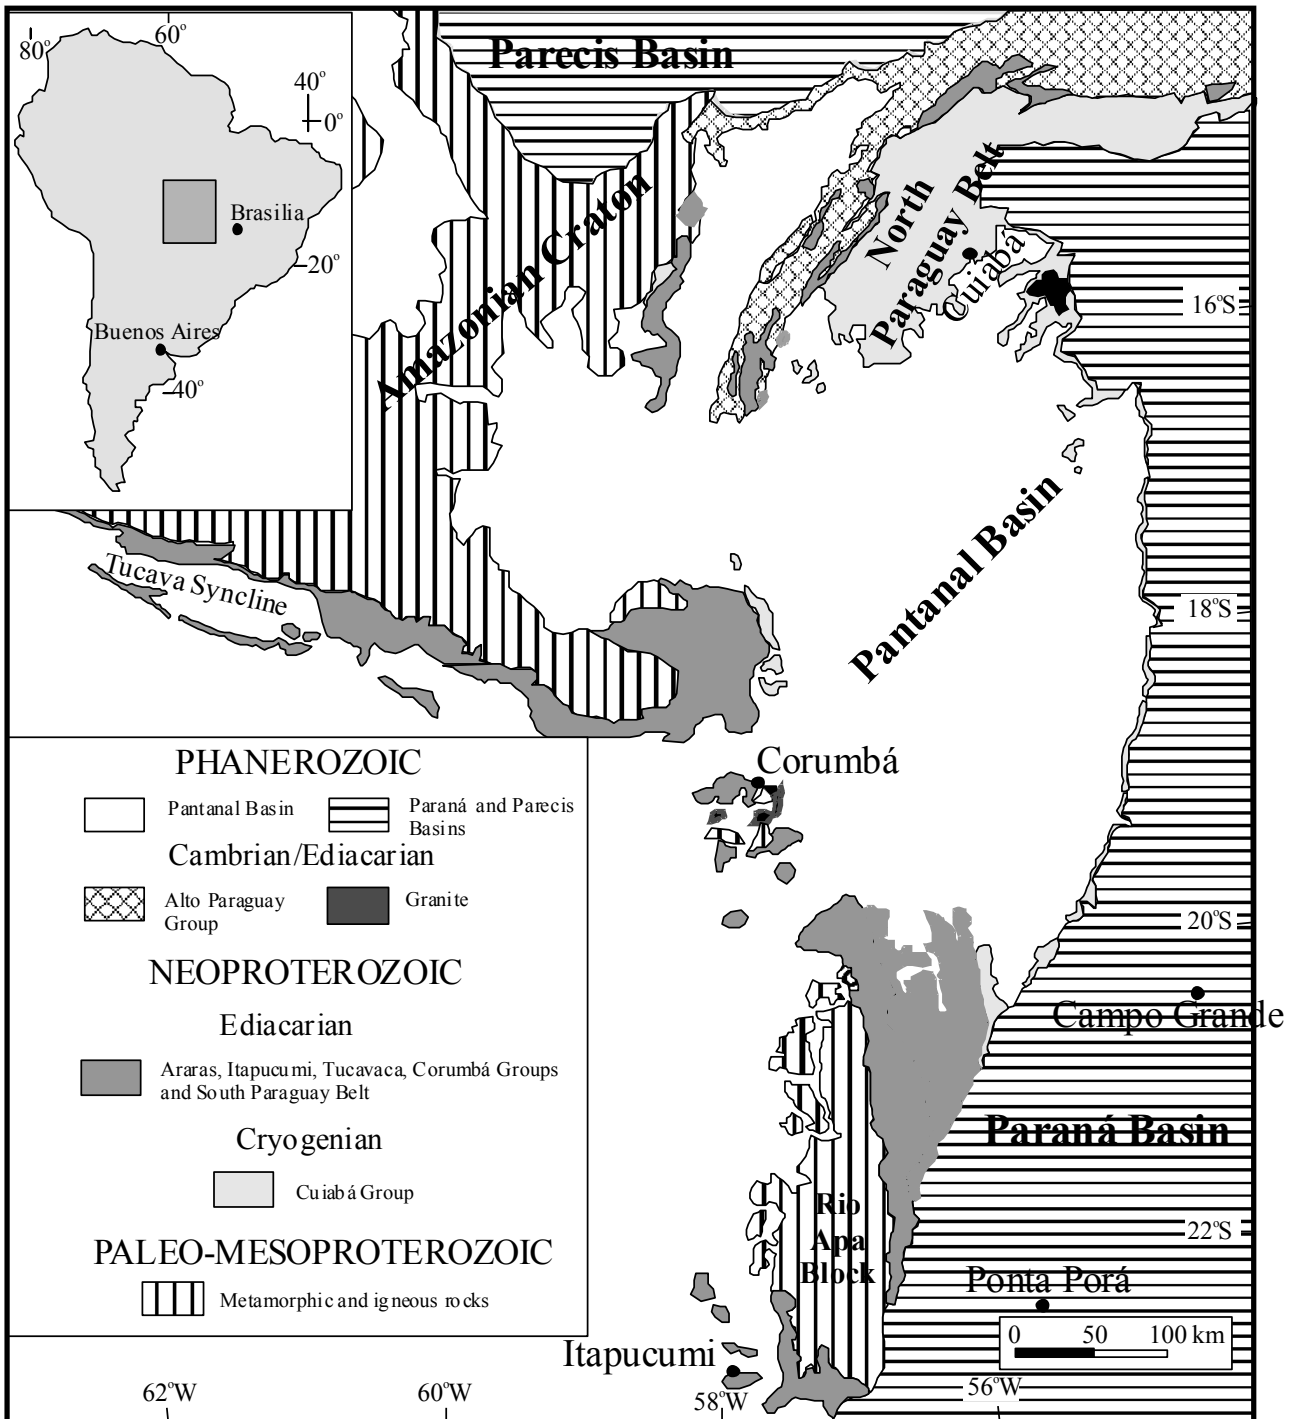 80°
60°
40°
0°
Brasilia
20°
Buenos Aires
40°
Parecis Basin
Amazonian Craton
North
Paraguay Belt
Cuiabá
16°S
Pantanal Basin
Tucava Syncline
18°S
Corumbá
20°S
Campo Grande
Paraná Basin
Rio
Apa
Block
22°S
Ponta Porá
Itapucumi
0 50 100 km
62°W
60°W
58°W
56°W
PHANEROZOIC
Pantanal Basin
Paraná and Parecis
Basins
Cambrian/Ediacarian
Alto Paraguay
Group
Granite
NEOPROTEROZOIC
Ediacarian
Araras, Itapucumi, Tucavaca, Corumbá Groups
and South Paraguay Belt
Cryogenian
Cuiabá Group
PALEO-MESOPROTEROZOIC
Metamorphic and igneous rocks